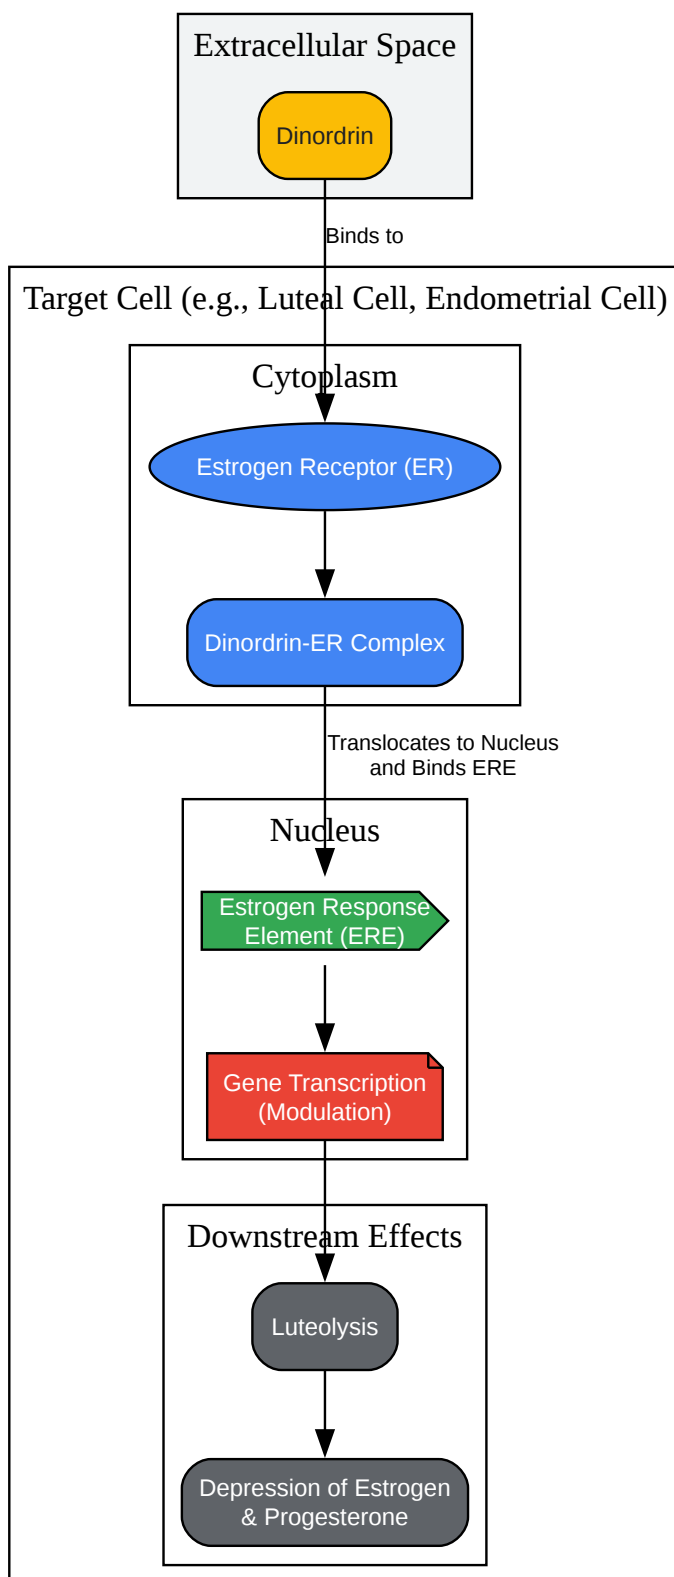 Extracellular Space
Dinordrin
Binds to
Target Cell (e.g., Luteal Cell, Endometrial Cell)
Cytoplasm
Estrogen Receptor (ER)
Dinordrin-ER Complex
Translocates to Nucleus
and Binds ERE
Nucleus
Estrogen Response
Element (ERE)
Gene Transcription
(Modulation)
Downstream Effects
Luteolysis
Depression of Estrogen
& Progesterone